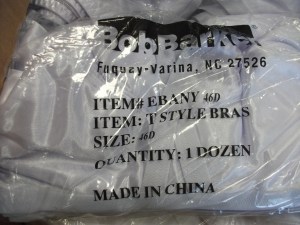 BobBarker
Fuquay-Varina, NC 27526
ITEM# EBANY 46D
ITEM: T STYLE BRAS
SIZE: 46D
QUANTITY: 1 DOZEN
MADE IN CHINA